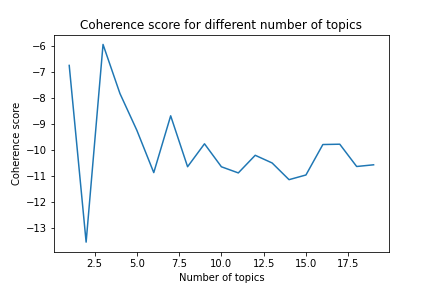 Coherence score for different number of topics
−6
−7
−8
−9
−10
−11
−12
−13
Coherence score
2.5 5.0 7.5 10.0 12.5 15.0 17.5
Number of topics